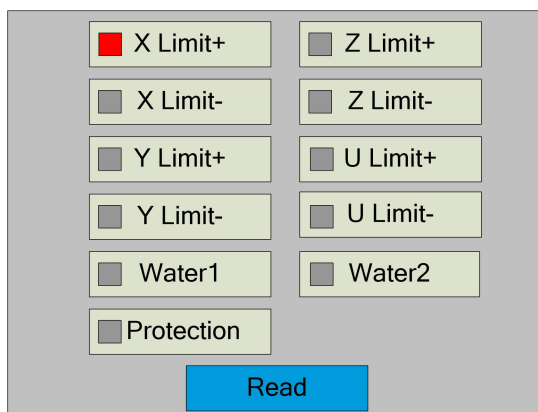 X Limit+
Z Limit+
X Limit-
Z Limit-
Y Limit+
U Limit+
Y Limit-
U Limit-
Water1
Water2
Protection
Read